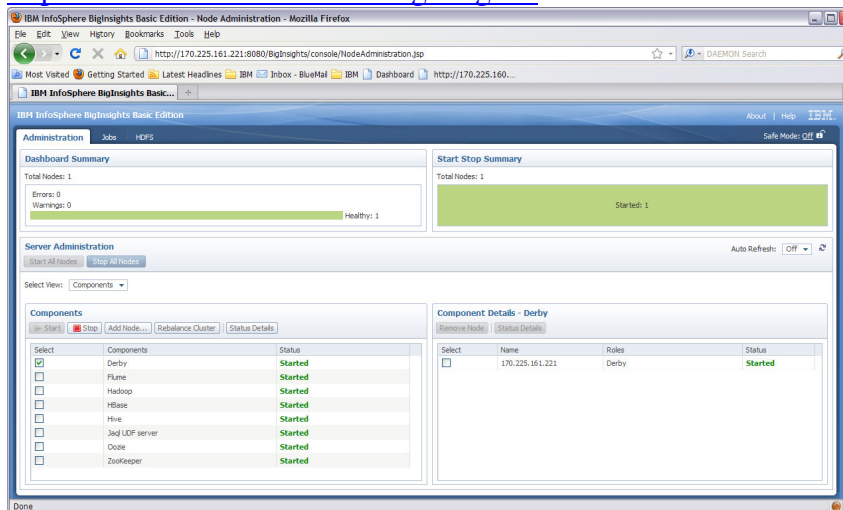 IBM InfoSphere BigInsights Basic Edition - Node Administration - Mozilla Firefox
File Edit View History Bookmarks Tools Help
http://170.225.161.221:8080/BigInsights/console/NodeAdministration.jsp
DAEMON Search
Most Visited Getting Started Latest Headlines IBM Inbox - BlueMail IBM Dashboard http://170.225.160....
IBM InfoSphere BigInsights Basic...
IBM InfoSphere BigInsights Basic Edition About | Help IBM.
Administration Jobs HDFS Safe Mode: Off
Dashboard Summary Start Stop Summary
Total Nodes: 1 Total Nodes: 1
Errors: 0
Warnings: 0 Started: 1
Healthy: 1
Server Administration Auto Refresh: Off
Start All Nodes Stop All Nodes
Select View: Components
Components Component Details - Derby
Start Stop Add Node... Rebalance Cluster Status Details Remove Node Status Details
Select Components Status Select Name Roles Status
Derby Started 170.225.161.221 Derby Started
Flume Started
Hadoop Started
HBase Started
Hive Started
Jaql UDF server Started
Oozie Started
ZooKeeper Started
Done